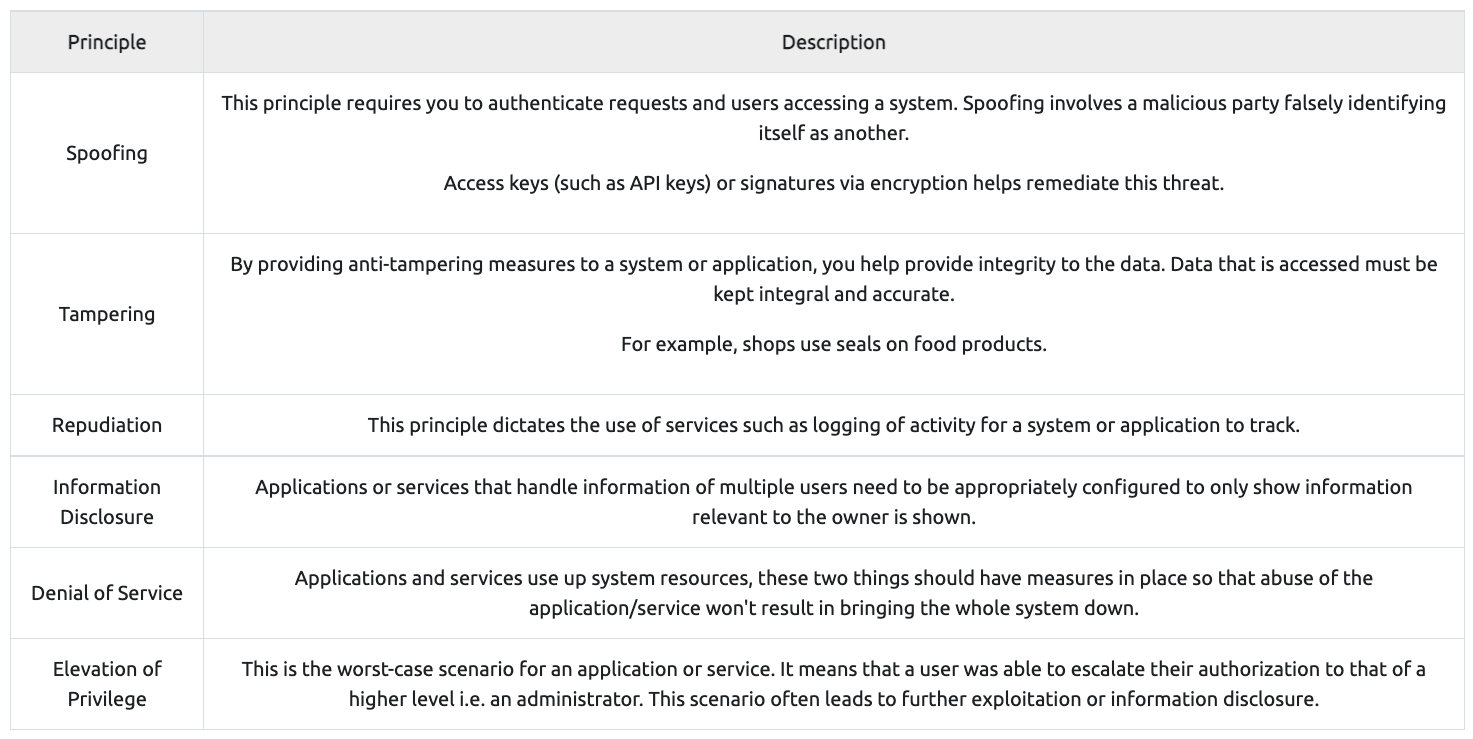 Principle
Description
Spoofing
This principle requires you to authenticate requests and users accessing a system. Spoofing involves a malicious party falsely identifying
itself as another.
Access keys (such as API keys) or signatures via encryption helps remediate this threat.
Tampering
By providing anti-tampering measures to a system or application, you help provide integrity to the data. Data that is accessed must be
kept integral and accurate.
For example, shops use seals on food products.
Repudiation
This principle dictates the use of services such as logging of activity for a system or application to track.
Information
Disclosure
Applications or services that handle information of multiple users need to be appropriately configured to only show information
relevant to the owner is shown.
Denial of Service
Applications and services use up system resources, these two things should have measures in place so that abuse of the
application/service won't result in bringing the whole system down.
Elevation of
Privilege
This is the worst-case scenario for an application or service. It means that a user was able to escalate their authorization to that of a
higher level i.e. an administrator. This scenario often leads to further exploitation or information disclosure.